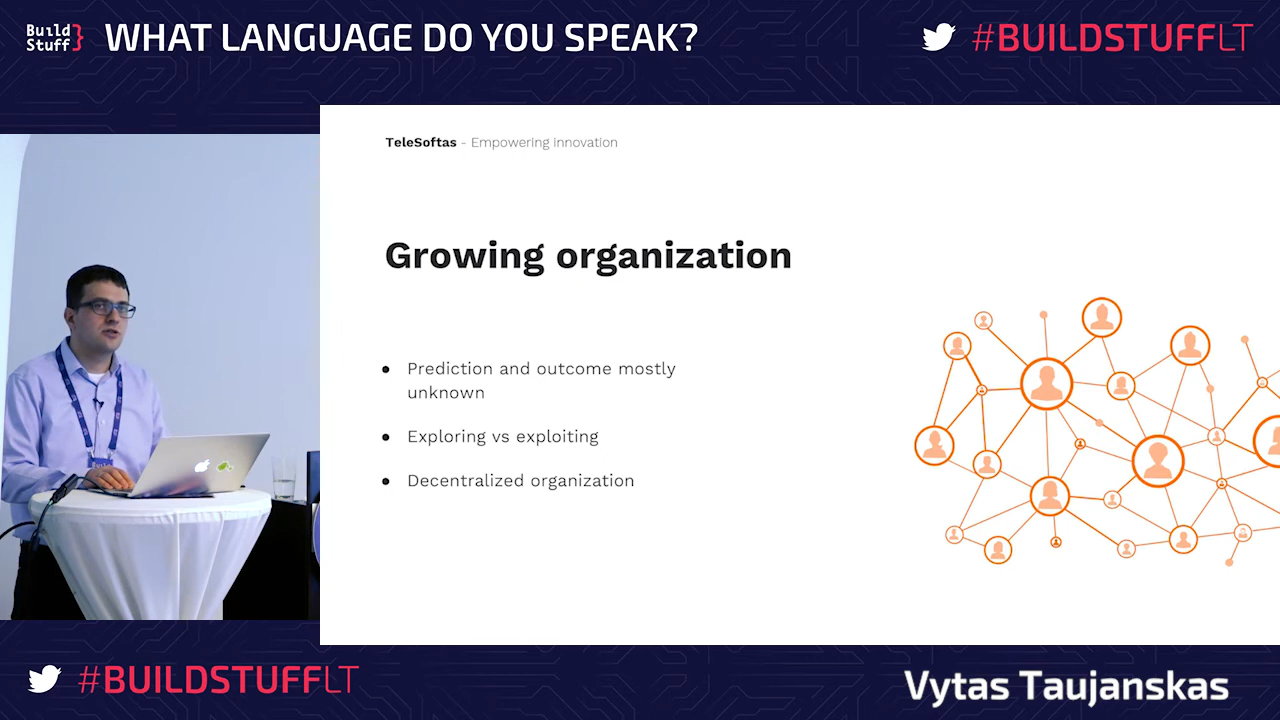 Build
Stuff}
WHAT LANGUAGE DO YOU SPEAK?
#BUILDSTUFFLT
TeleSoftas - Empowering innovation
Growing organization
● Prediction and outcome mostly
unknown
● Exploring vs exploiting
● Decentralized organization
#BUILDSTUFFLT
Vytas Taujanskas